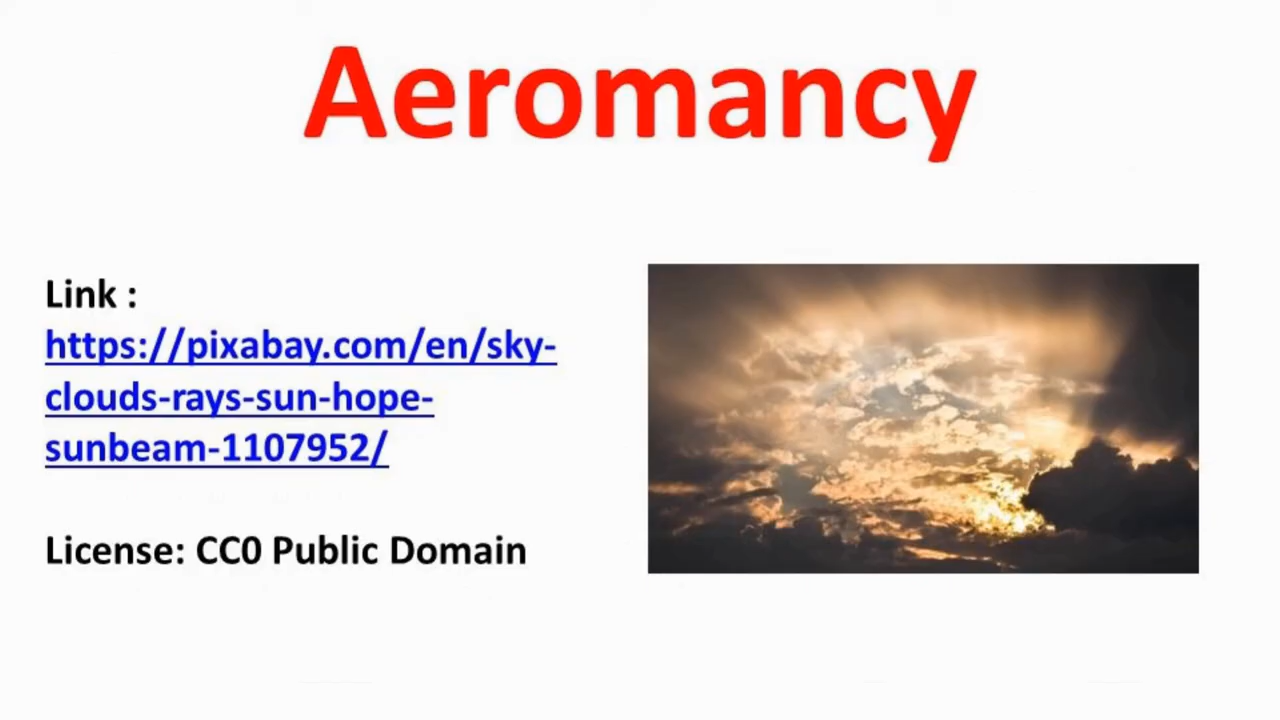 Aeromancy
Link :
https://pixabay.com/en/sky-
clouds-rays-sun-hope-
sunbeam-1107952/
License: CC0 Public Domain